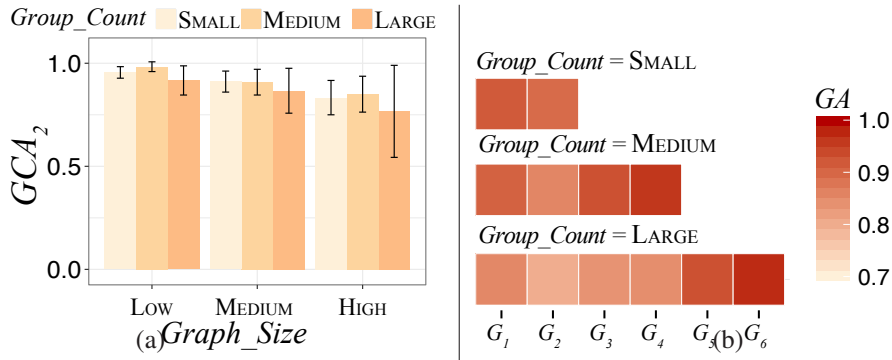 Group_Count SMALL MEDIUM LARGE
1.0
0.5
0.0
GCA2
LOW MEDIUM HIGH
(a) Graph_Size
Group_Count = SMALL
Group_Count = MEDIUM
Group_Count = LARGE
G1 G2 G3 G4 G5 G6
(b)
GA
1.0
0.9
0.8
0.7